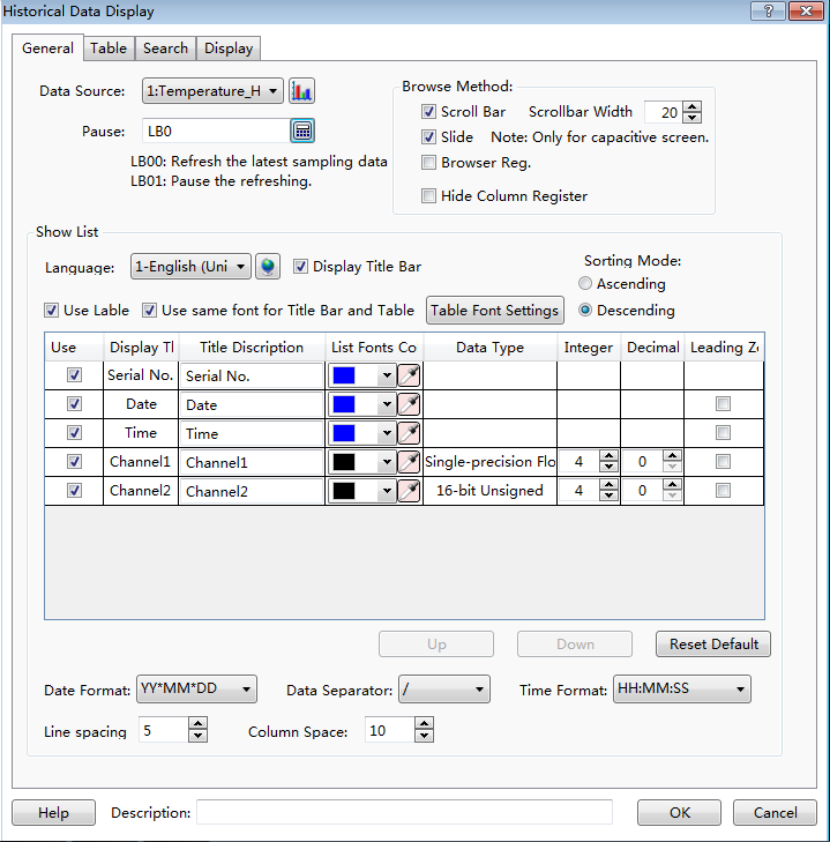 Historical Data Display
General Table Search Display
Data Source: 1:Temperature_H
Pause: LB0
LB00: Refresh the latest sampling data
LB01: Pause the refreshing.
Browse Method:
Scroll Bar Scrollbar Width 20
Slide Note: Only for capacitive screen.
Browser Reg.
Hide Column Register
Show List
Language: 1-English (Uni Display Title Bar
Sorting Mode:
Ascending
Use Lable Use same font for Title Bar and Table Table Font Settings Descending
Use Display Tl Title Discription List Fonts Co Data Type Integer Decimal Leading Ze
Serial No. Serial No.
Date Date
Time Time
Channel1 Channel1 Single-precision Flo 4 0
Channel2 Channel2 16-bit Unsigned 4 0
Up Down Reset Default
Date Format: YY*MM*DD Data Separator: / Time Format: HH:MM:SS
Line spacing 5 Column Space: 10
Help Description: OK Cancel